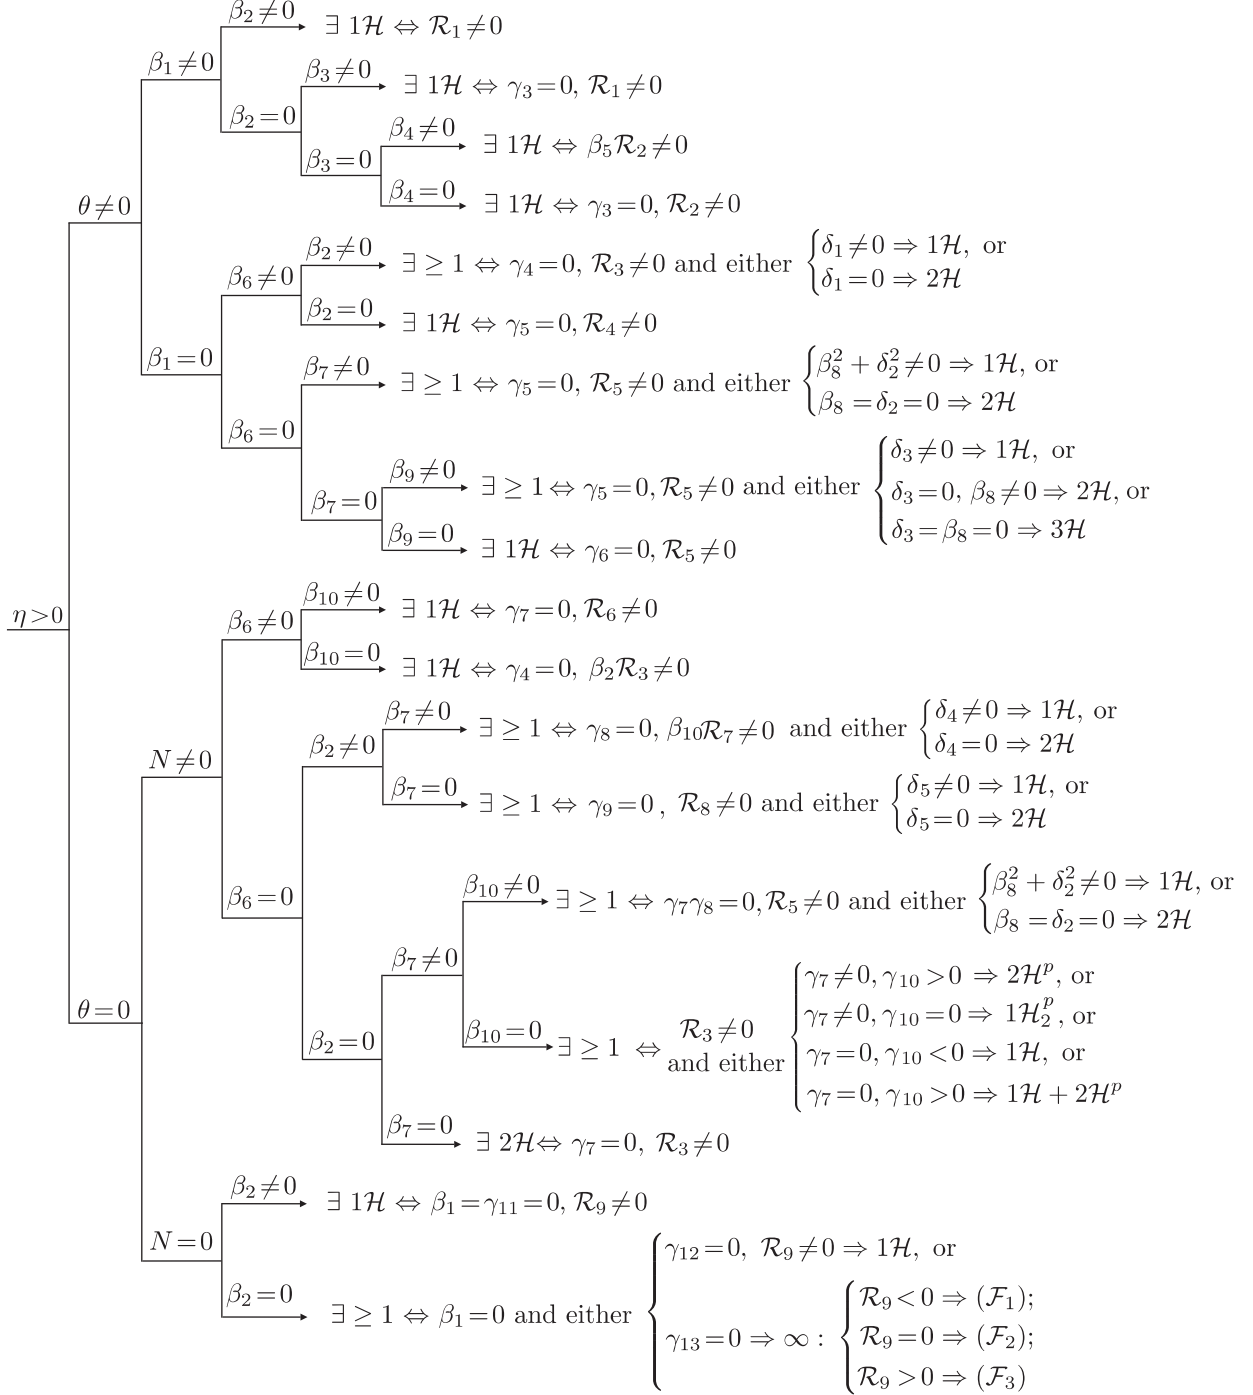 β₂≠0 ∃ 1ℋ ⇔ ℛ₁≠0
β₁≠0
β₃≠0 ∃ 1ℋ ⇔ γ₃=0, ℛ₁≠0
β₂=0
β₄≠0 ∃ 1ℋ ⇔ β₅ℛ₂≠0
β₃=0
β₄=0 ∃ 1ℋ ⇔ γ₃=0, ℛ₂≠0
θ≠0
β₂≠0 ∃ ≥ 1 ⇔ γ₄=0, ℛ₃≠0 and either
δ₁≠0 ⇒ 1ℋ, or
δ₁=0 ⇒ 2ℋ
β₆≠0
β₂=0 ∃ 1ℋ ⇔ γ₅=0, ℛ₄≠0
β₁=0
β₇≠0 ∃ ≥ 1 ⇔ γ₅=0, ℛ₅≠0 and either
β₈² + δ₂²≠0 ⇒ 1ℋ, or
β₈=δ₂=0 ⇒ 2ℋ
β₆=0
β₉≠0 ∃ ≥ 1 ⇔ γ₅=0, ℛ₅≠0 and either
δ₃≠0 ⇒ 1ℋ, or
δ₃=0, β₈≠0 ⇒ 2ℋ, or
δ₃=β₈=0 ⇒ 3ℋ
β₇=0
β₉=0 ∃ 1ℋ ⇔ γ₆=0, ℛ₅≠0
η>0
β₁₀≠0 ∃ 1ℋ ⇔ γ₇=0, ℛ₆≠0
β₆≠0
β₁₀=0 ∃ 1ℋ ⇔ γ₄=0, β₂ℛ₃≠0
β₇≠0 ∃ ≥ 1 ⇔ γ₈=0, β₁₀ℛ₇≠0 and either
δ₄≠0 ⇒ 1ℋ, or
δ₄=0 ⇒ 2ℋ
β₂≠0
N≠0
β₇=0 ∃ ≥ 1 ⇔ γ₉=0, ℛ₈≠0 and either
δ₅≠0 ⇒ 1ℋ, or
δ₅=0 ⇒ 2ℋ
β₆=0
β₁₀≠0 ∃ ≥ 1 ⇔ γ₇γ₈=0, ℛ₅≠0 and either
β₈² + δ₂²≠0 ⇒ 1ℋ, or
β₈=δ₂=0 ⇒ 2ℋ
β₇≠0
θ=0
β₂=0
β₁₀=0 ∃ ≥ 1 ⇔ ℛ₃≠0
and either
γ₇≠0, γ₁₀>0 ⇒ 2ℋᵖ, or
γ₇≠0, γ₁₀=0 ⇒ 1ℋ₂ᵖ, or
γ₇=0, γ₁₀<0 ⇒ 1ℋ, or
γ₇=0, γ₁₀>0 ⇒ 1ℋ + 2ℋᵖ
β₇=0 ∃ 2ℋ ⇔ γ₇=0, ℛ₃≠0
β₂≠0 ∃ 1ℋ ⇔ β₁=γ₁₁=0, ℛ₉≠0
N=0
β₂=0 ∃ ≥ 1 ⇔ β₁=0 and either
γ₁₂=0, ℛ₉≠0 ⇒ 1ℋ, or
γ₁₃=0 ⇒ ∞ :
ℛ₉<0 ⇒ (ℱ₁);
ℛ₉=0 ⇒ (ℱ₂);
ℛ₉>0 ⇒ (ℱ₃)